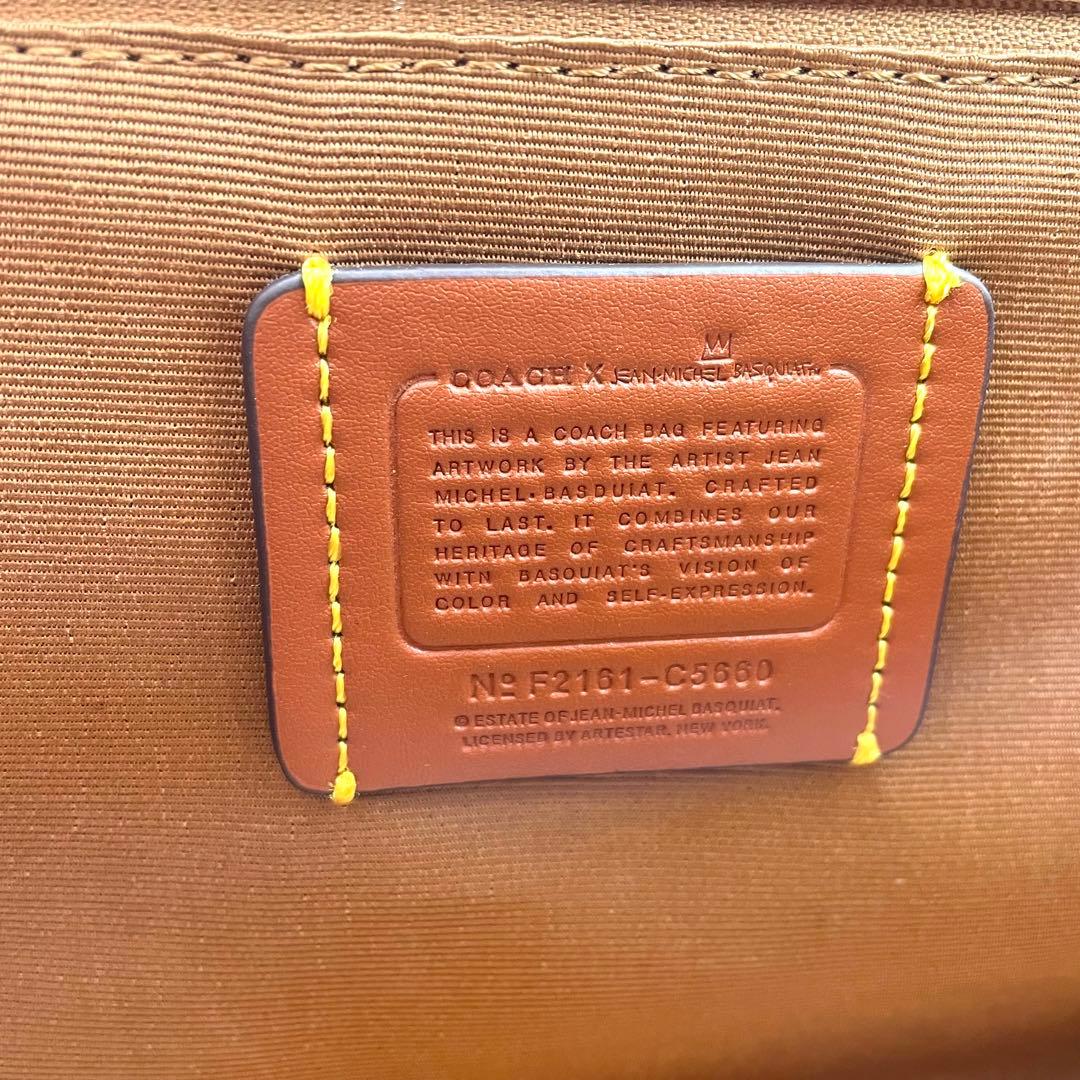 COACH X JEAN-MICHEL BASQUIAT™
THIS IS A COACH BAG FEATURING
ARTWORK BY THE ARTIST JEAN
MICHEL-BASDUIAT. CRAFTED
TO LAST. IT COMBINES OUR
HERITAGE OF CRAFTSMANSHIP
WITH BASQUIAT'S VISION OF
COLOR AND SELF-EXPRESSION.
Nº F2161-C5660
© ESTATE OF JEAN-MICHEL BASQUIAT.
LICENSED BY ARTESTAR, NEW YORK.